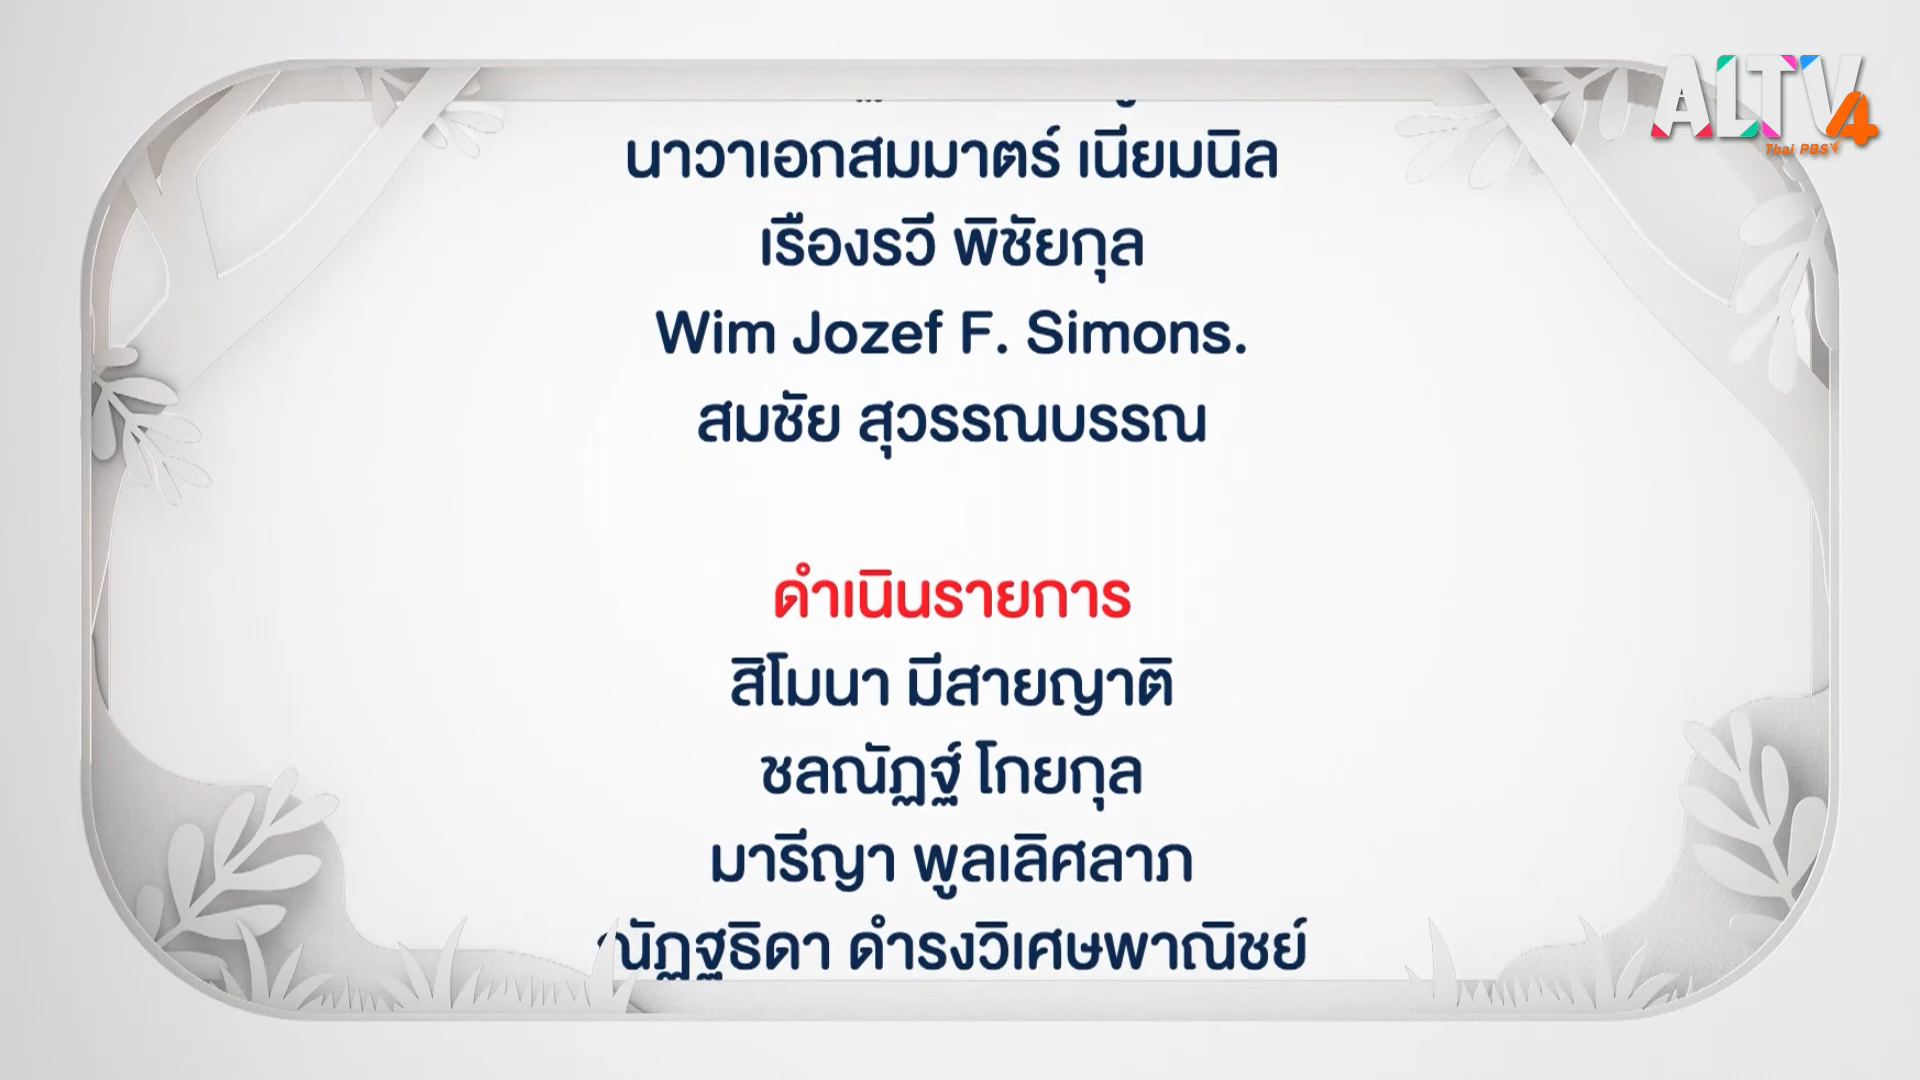 ALTV4
Thai PBS
นาวาเอกสมมาตร์ เนียมนิล
เรืองรวี พิชัยกุล
Wim Jozef F. Simons.
สมชัย สุวรรณบรรณ
ดำเนินรายการ
สิโมนา มีสายญาติ
ชลณัฏฐ์ โกยกุล
มารีญา พูลเลิศลาภ
ณัฏฐธิดา ดำรงวิเศษพาณิชย์